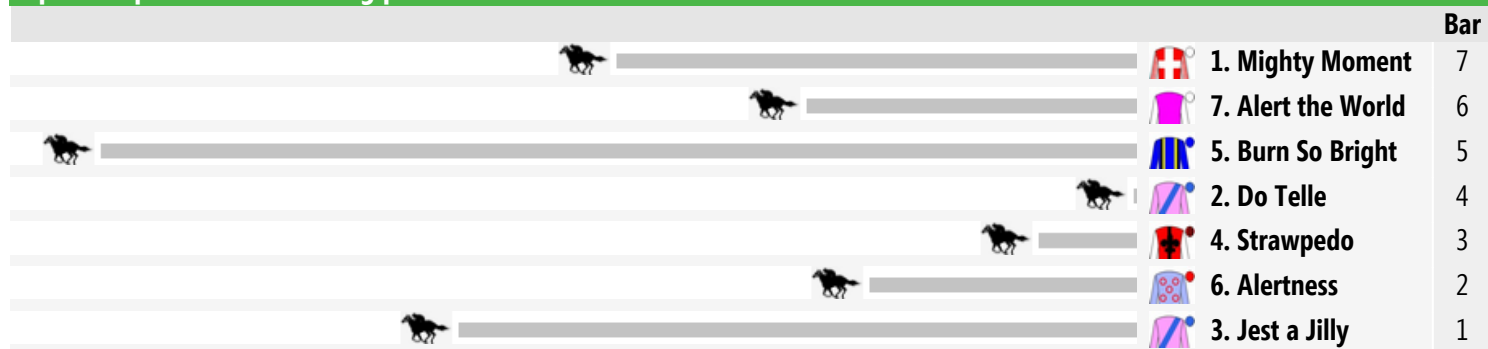 Bar
1. Mighty Moment 7
7. Alert the World 6
5. Burn So Bright 5
2. Do Telle 4
4. Strawpedo 3
6. Alertness 2
3. Jest a Jilly 1